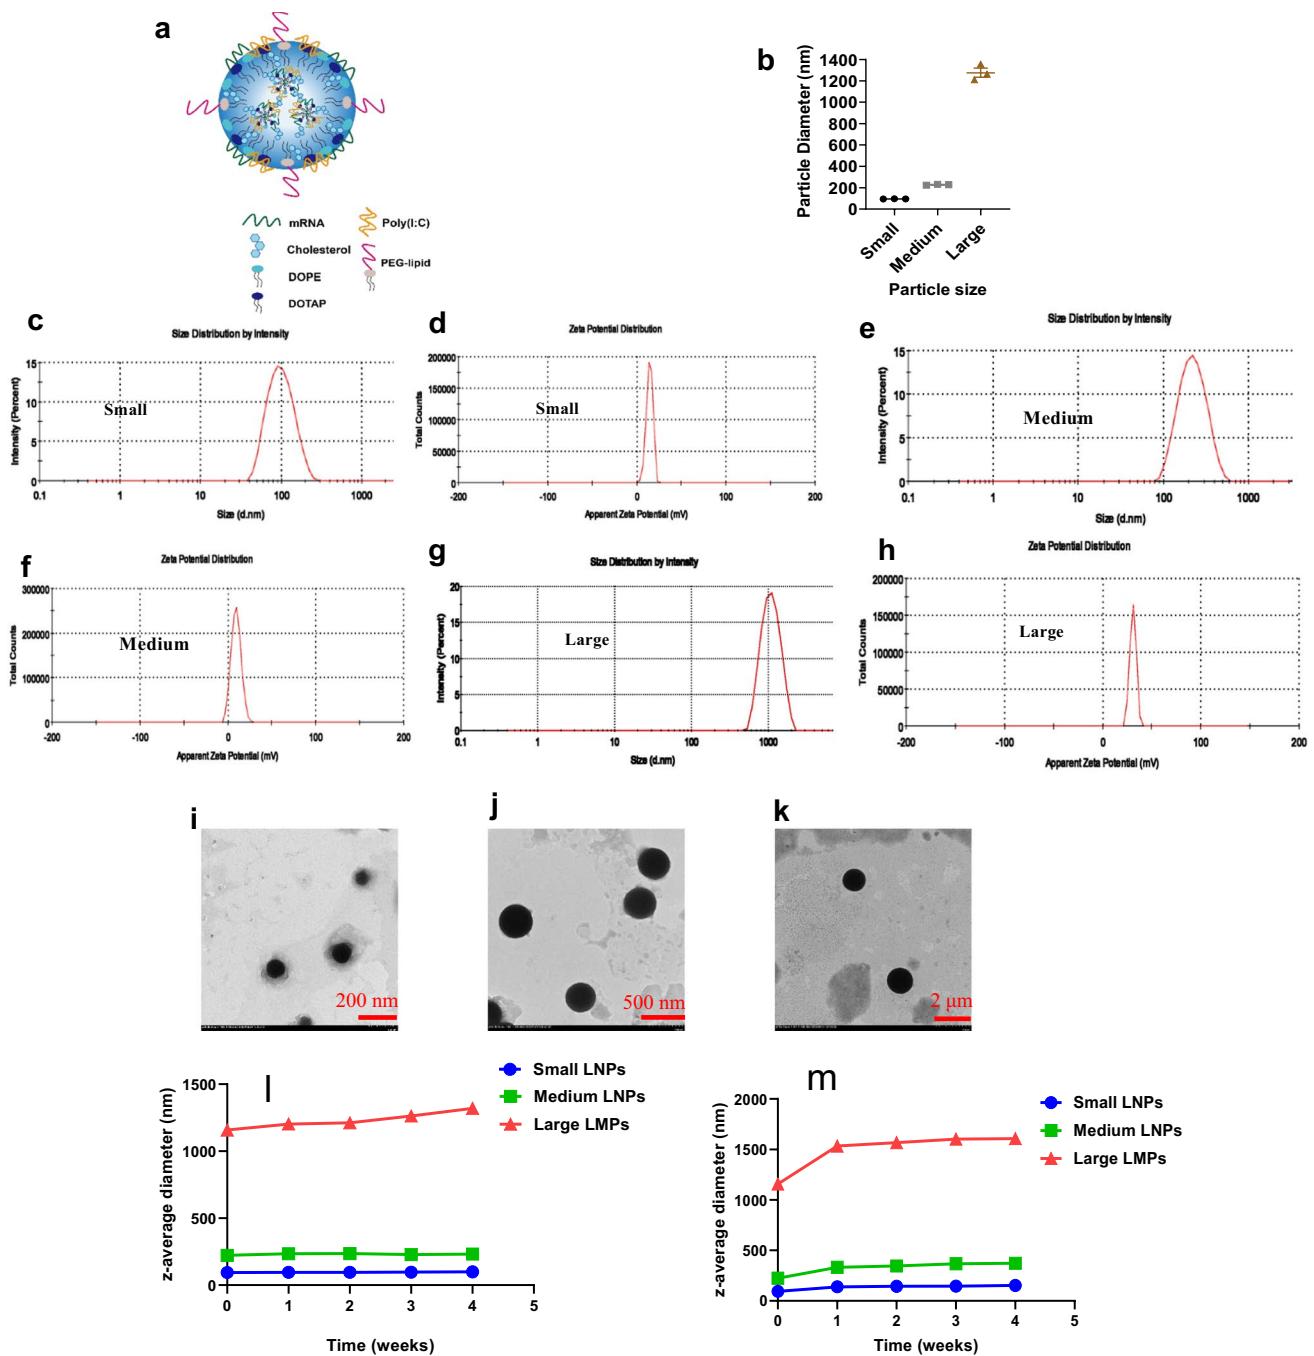 a
mRNA
Poly(I:C)
Cholesterol
PEG-lipid
DOPE
DOTAP
b
Particle Diameter (nm)
1400
1200
1000
800
600
400
200
0
Small
Medium
Large
Particle size
c
Size Distribution by Intensity
Intensity (Percent)
15
10
5
0
Small
0.1 1 10 100 1000
Size (d.nm)
d
Zeta Potential Distribution
Total Counts
200000
150000
100000
50000
0
Small
-200 -100 0 100 200
Apparent Zeta Potential (mV)
e
Size Distribution by Intensity
Intensity (Percent)
15
10
5
0
Medium
0.1 1 10 100 1000
Size (d.nm)
f
Zeta Potential Distribution
Total Counts
300000
200000
100000
0
Medium
-200 -100 0 100 200
Apparent Zeta Potential (mV)
g
Size Distribution by Intensity
Intensity (Percent)
20
15
10
5
0
Large
0.1 1 10 100 1000
Size (d.nm)
h
Zeta Potential Distribution
Total Counts
200000
150000
100000
50000
0
Large
-200 -100 0 100 200
Apparent Zeta Potential (mV)
i
200 nm
j
500 nm
k
2 μm
l
z-average diameter (nm)
1500
1000
500
0
0 1 2 3 4 5
Time (weeks)
Small LNPs
Medium LNPs
Large LMPs
m
z-average diameter (nm)
2000
1500
1000
500
0
0 1 2 3 4 5
Time (weeks)
Small LNPs
Medium LNPs
Large LMPs